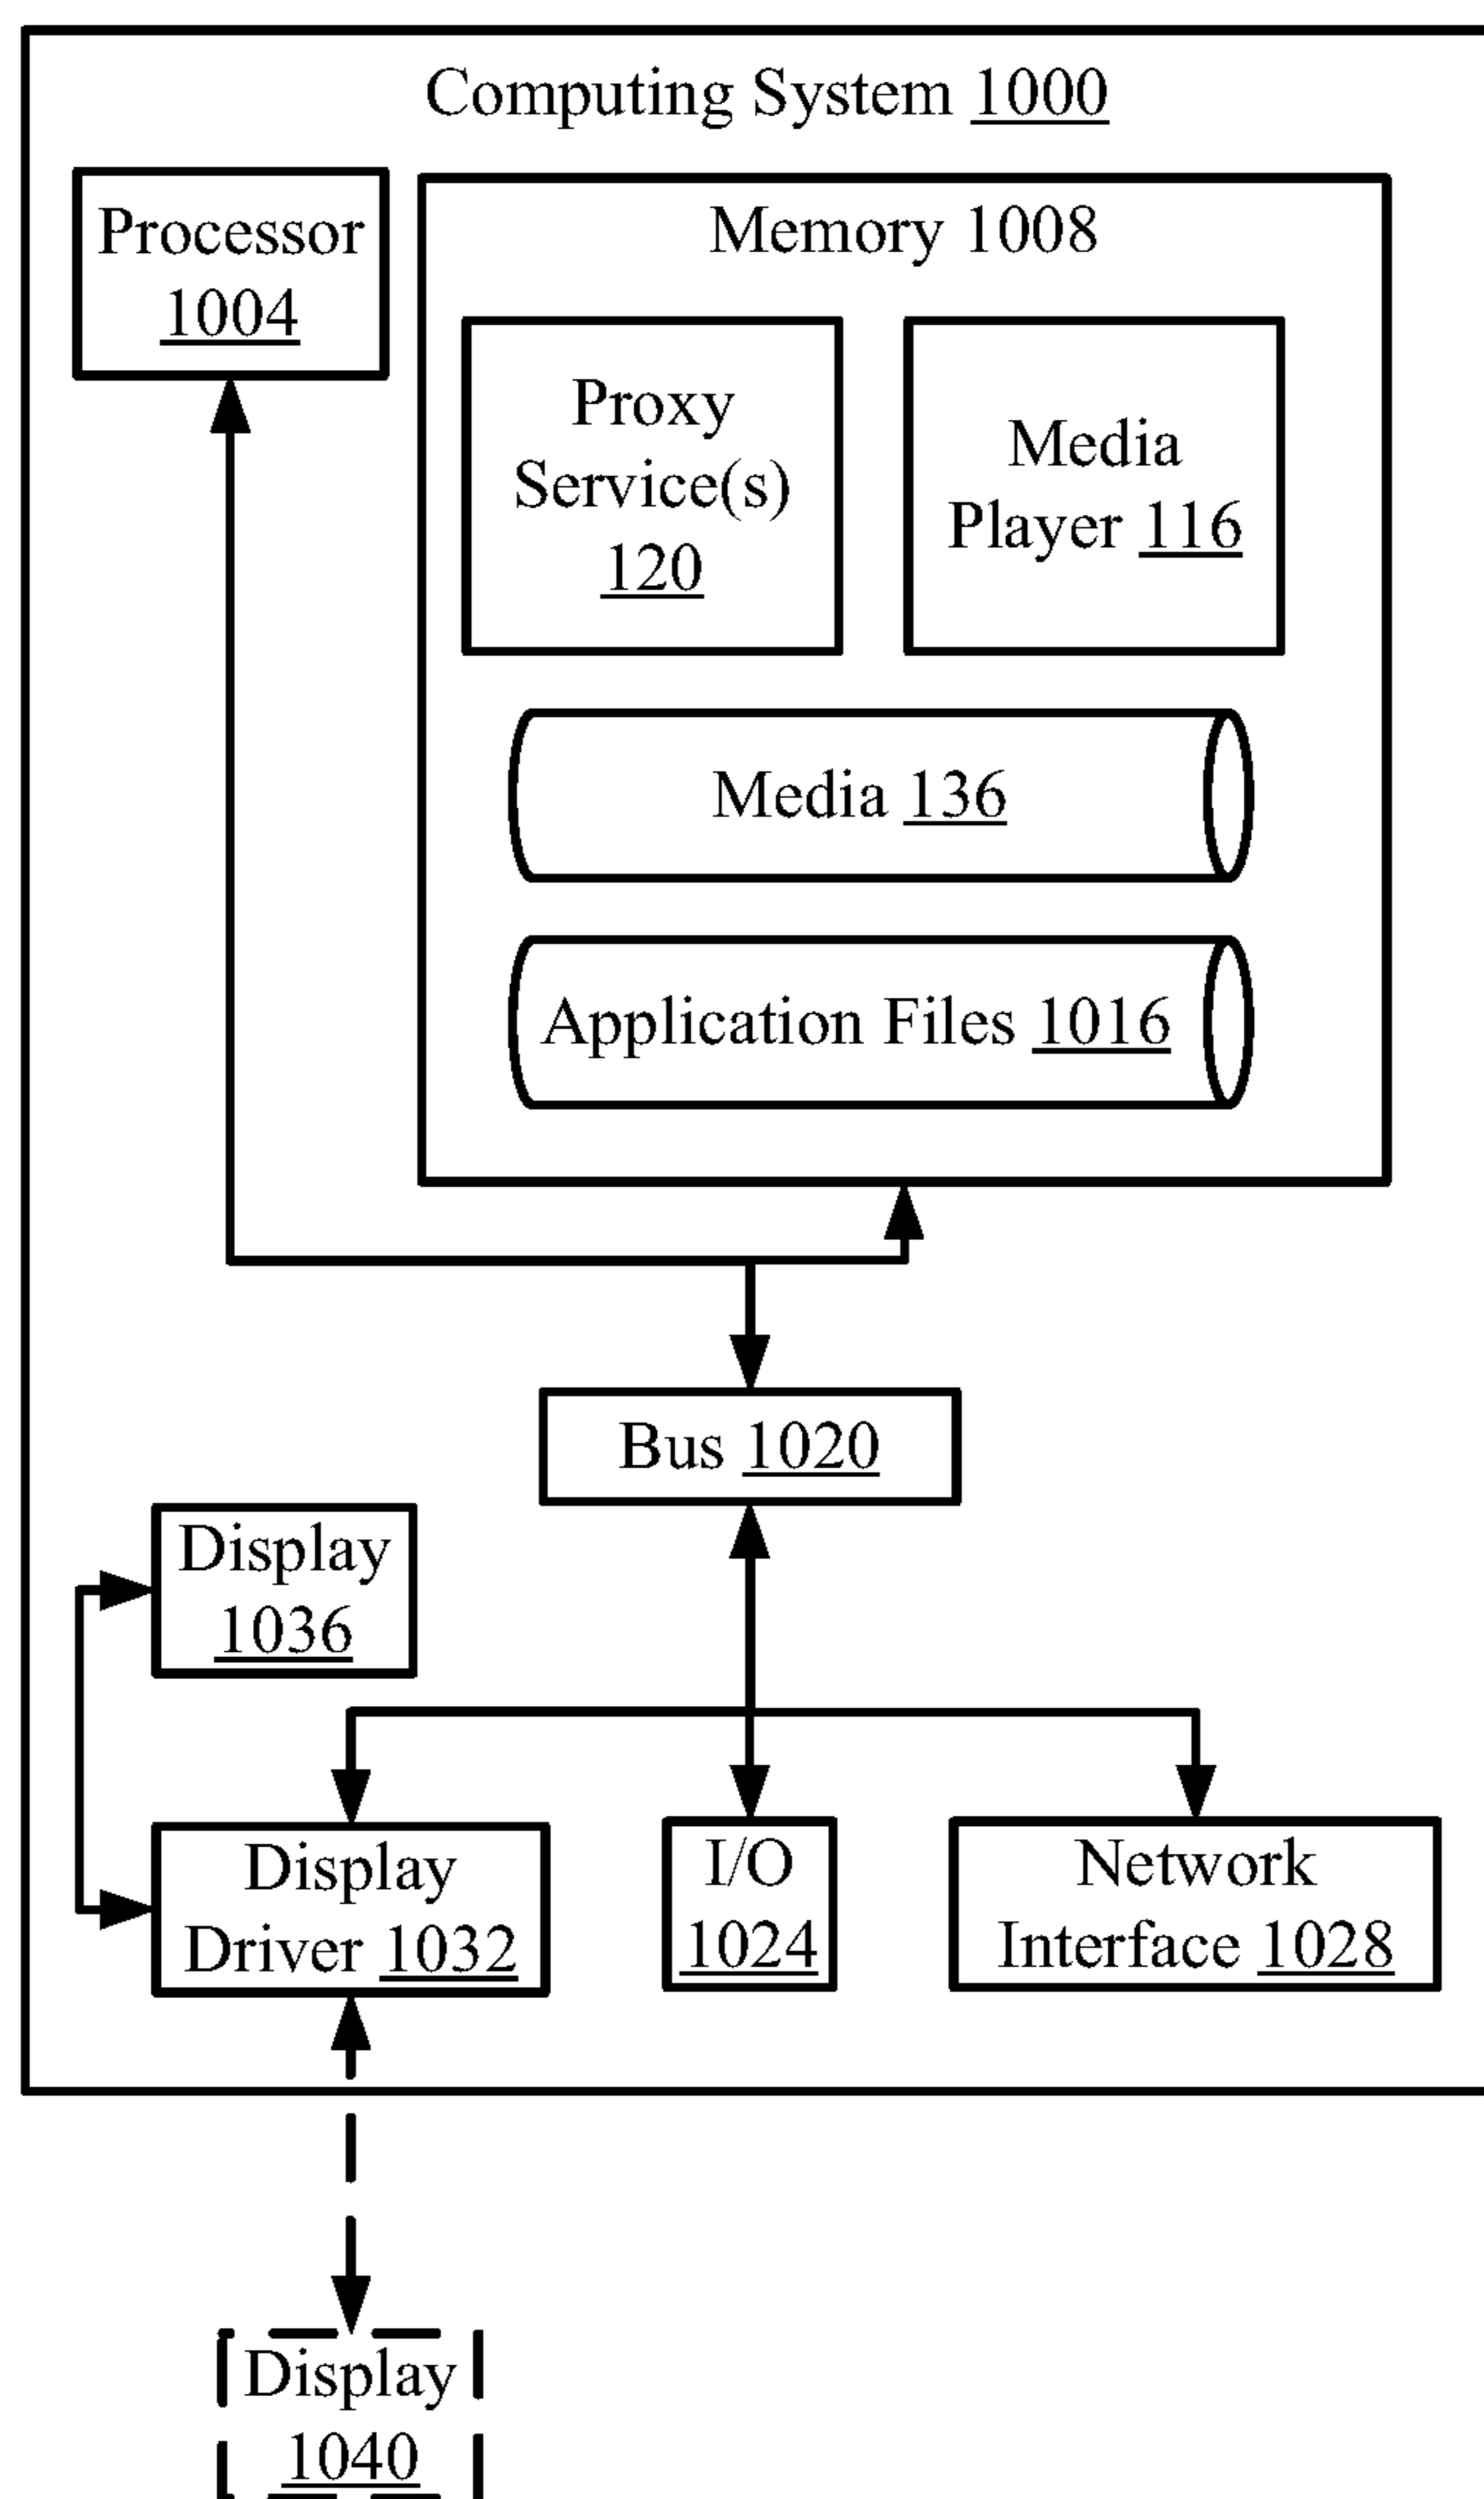 Computing System 1000
Processor
1004
Memory 1008
Proxy
Service(s)
120
Media
Player 116
Media 136
Application Files 1016
Bus 1020
Display
1036
Display
Driver 1032
I/O
1024
Network
Interface 1028
Display
1040